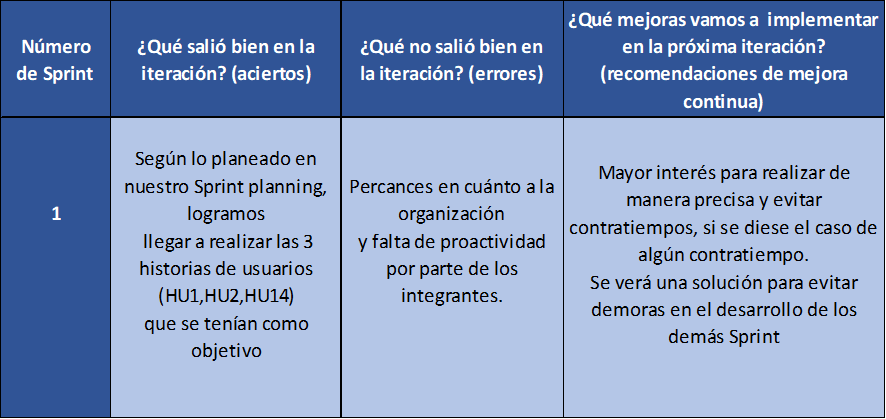 Número
de Sprint
¿Qué salió bien en la
iteración? (aciertos)
¿Qué no salió bien en
la iteración? (errores)
¿Qué mejoras vamos a  implementar
en la próxima iteración?
(recomendaciones de mejora
continua)
1
Según lo planeado en
nuestro Sprint planning,
logramos
llegar a realizar las 3
historias de usuarios
(HU1,HU2,HU14)
que se tenían como
objetivo
Percances en cuánto a la
organización
y falta de proactividad
por parte de los
integrantes.
Mayor interés para realizar de
manera precisa y evitar
contratiempos, si se diese el caso de
algún contratiempo.
Se verá una solución para evitar
demoras en el desarrollo de los
demás Sprint